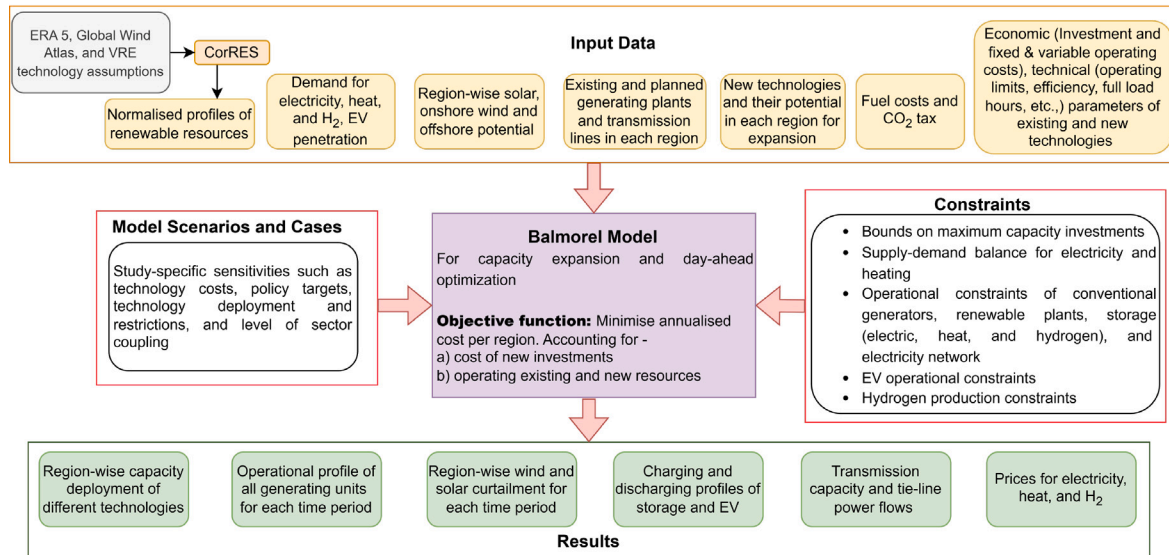 ERA 5, Global Wind
Atlas, and VRE
technology assumptions
CorRES
Input Data
Normalised profiles of
renewable resources
Demand for
electricity, heat,
and H2, EV
penetration
Region-wise solar,
onshore wind and
offshore potential
Existing and planned
generating plants
and transmission
lines in each region
New technologies
and their potential
in each region for
expansion
Fuel costs and
CO2 tax
Economic (Investment and
fixed & variable operating
costs), technical (operating
limits, efficiency, full load
hours, etc.,) parameters of
existing and new
technologies
Model Scenarios and Cases
Study-specific sensitivities such as
technology costs, policy targets,
technology deployment and
restrictions, and level of sector
coupling
Balmorel Model
For capacity expansion and day-ahead
optimization
Objective function: Minimise annualised
cost per region. Accounting for -
a) cost of new investments
b) operating existing and new resources
Constraints
• Bounds on maximum capacity investments
• Supply-demand balance for electricity and
heating
• Operational constraints of conventional
generators, renewable plants, storage
(electric, heat, and hydrogen), and
electricity network
• EV operational constraints
• Hydrogen production constraints
Region-wise capacity
deployment of
different technologies
Operational profile of
all generating units
for each time period
Region-wise wind and
solar curtailment for
each time period
Charging and
discharging profiles of
storage and EV
Transmission
capacity and tie-line
power flows
Prices for electricity,
heat, and H2
Results